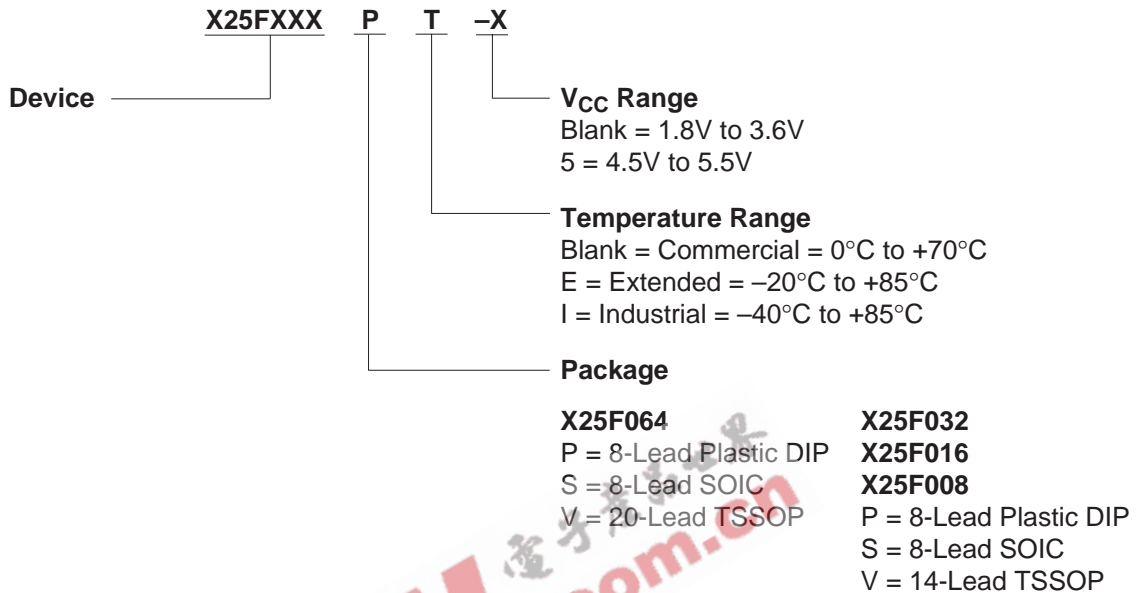 X25FXXX P T –X
Device
VCC Range
Blank = 1.8V to 3.6V
5 = 4.5V to 5.5V
Temperature Range
Blank = Commercial = 0°C to +70°C
E = Extended = –20°C to +85°C
I = Industrial = –40°C to +85°C
Package
X25F064
P = 8-Lead Plastic DIP
S = 8-Lead SOIC
V = 20-Lead TSSOP
X25F032
X25F016
X25F008
P = 8-Lead Plastic DIP
S = 8-Lead SOIC
V = 14-Lead TSSOP
om.cn